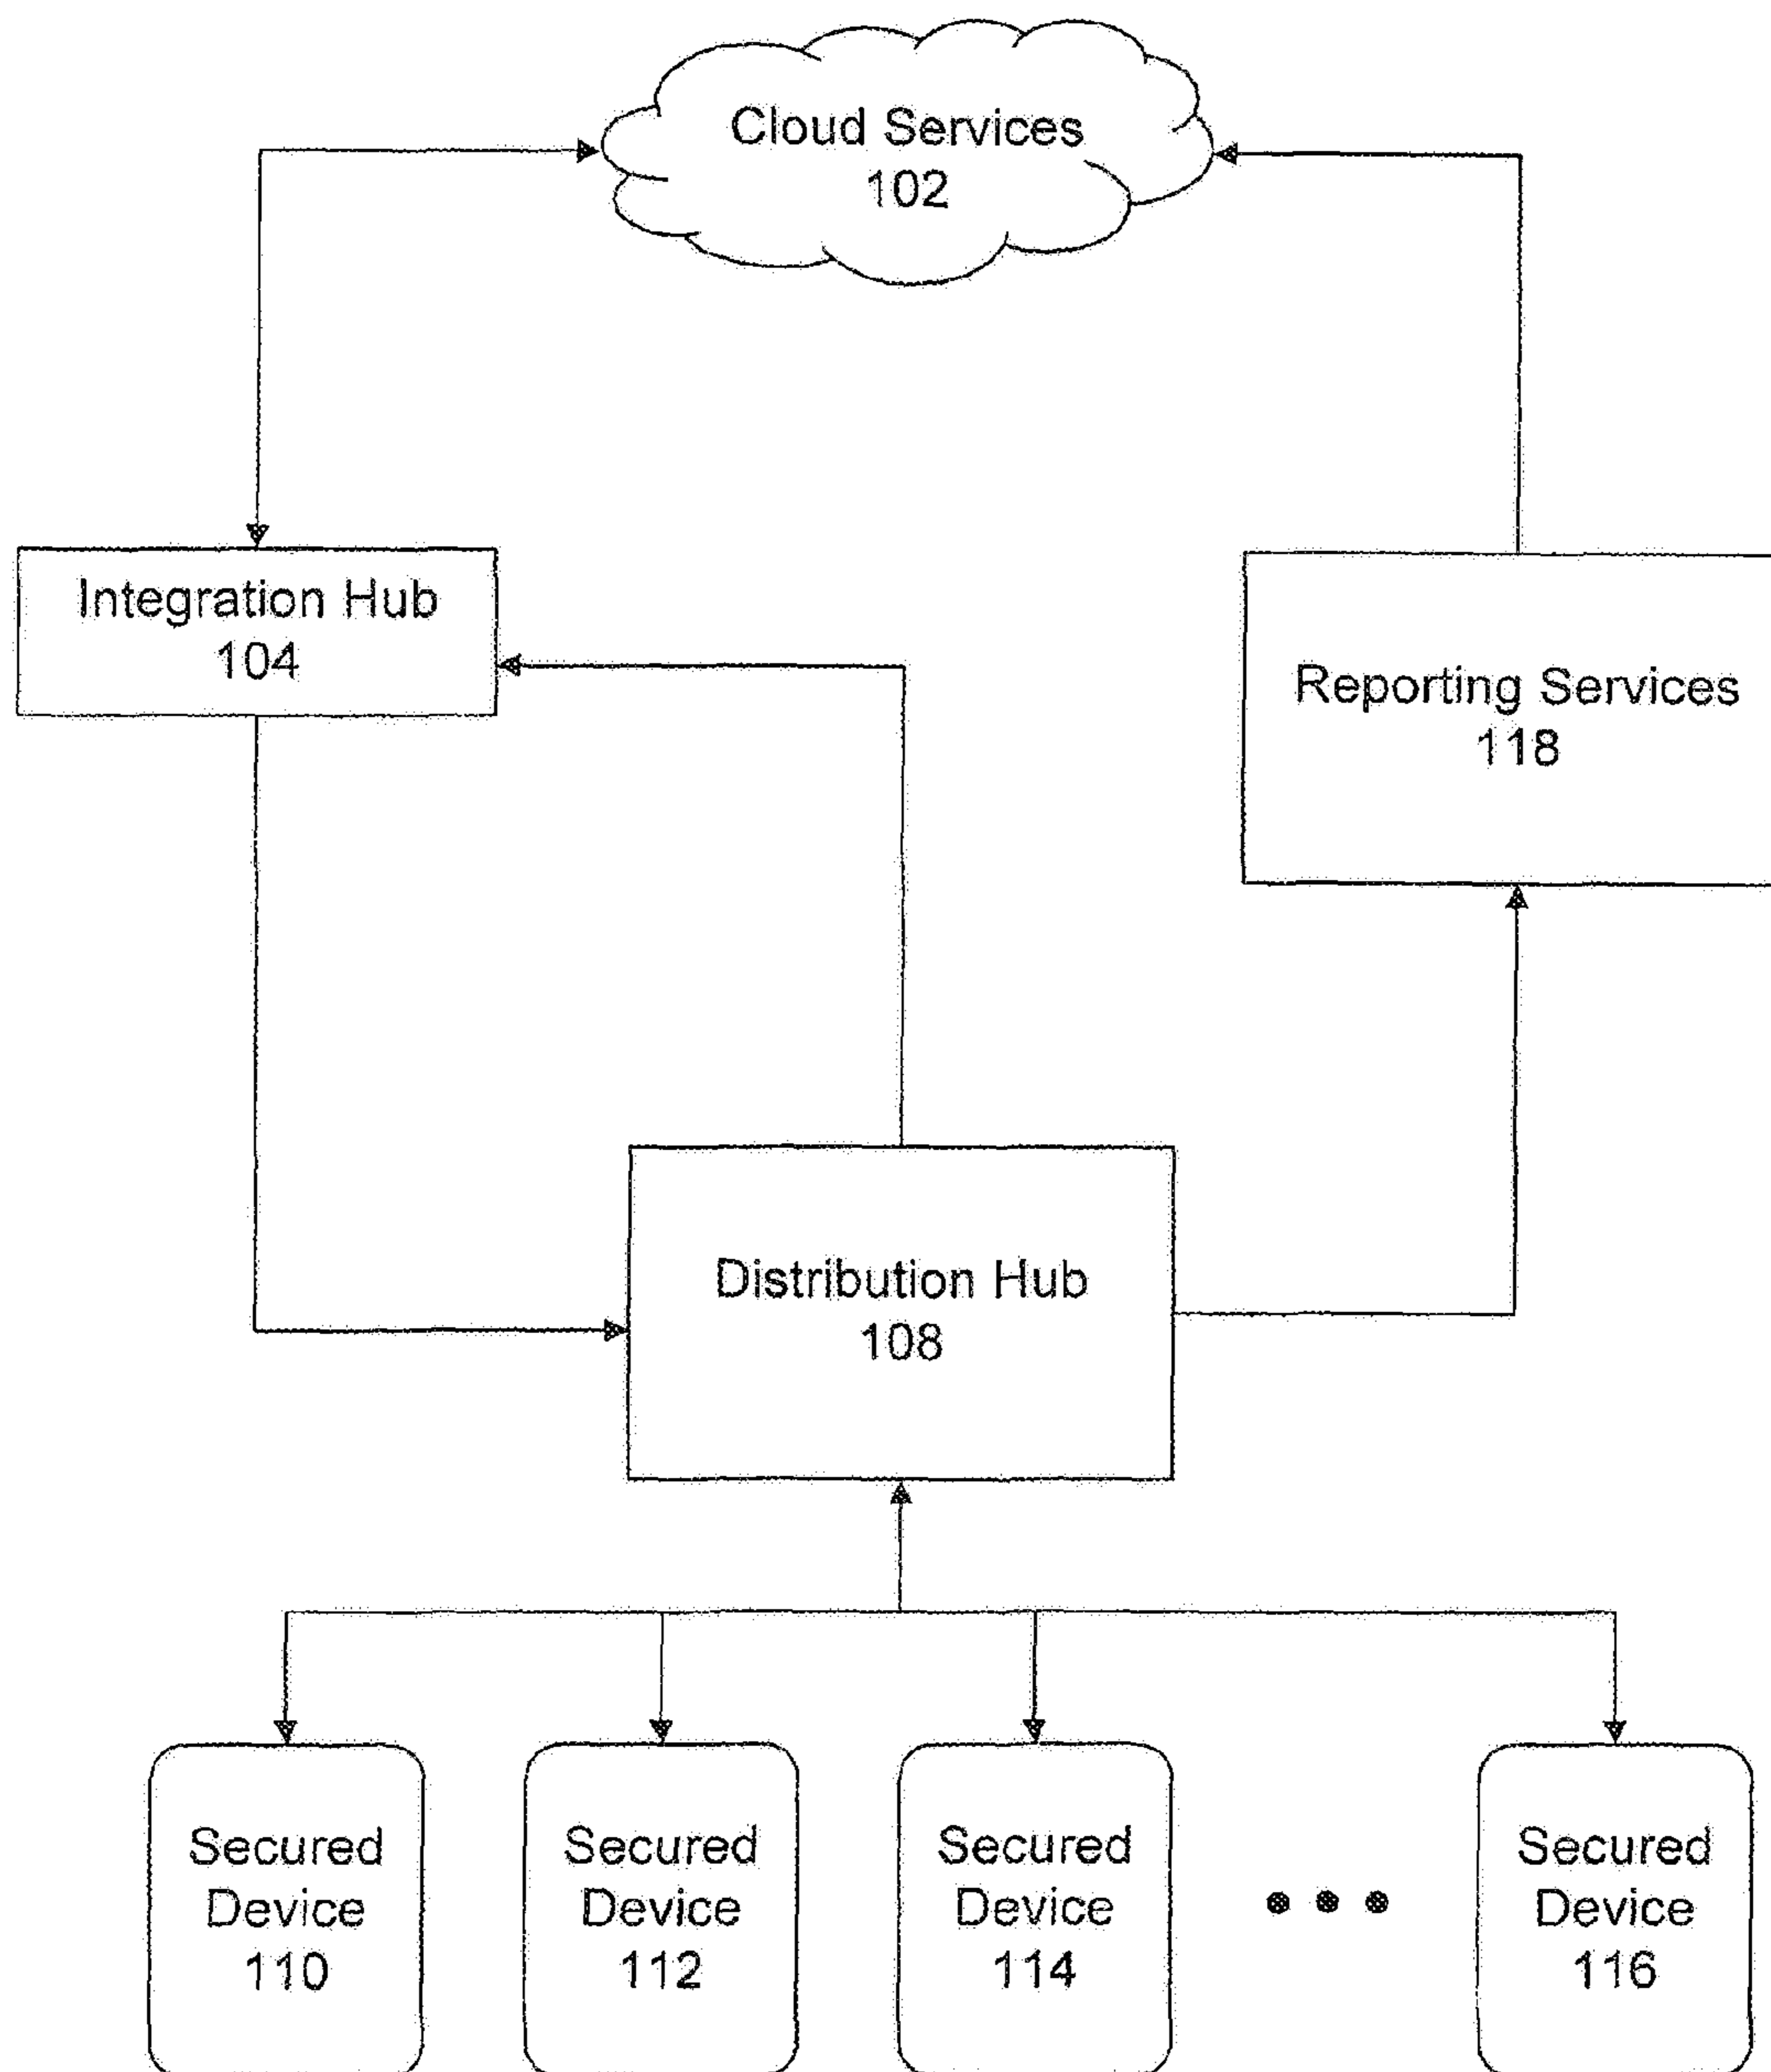 Cloud Services
102
Integration Hub
104
Reporting Services
118
Distribution Hub
108
Secured
Device
110
Secured
Device
112
Secured
Device
114
Secured
Device
116